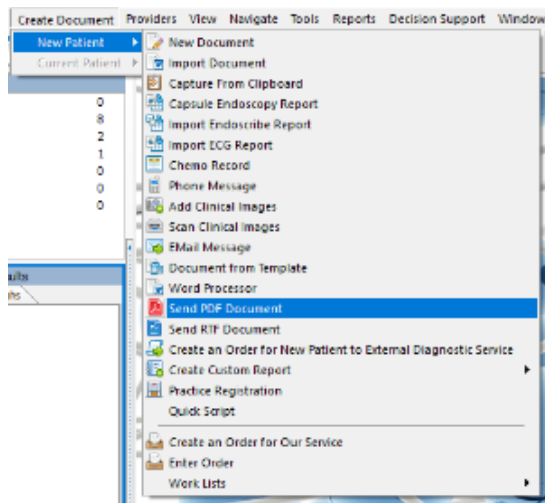 Create Document Providers View Navigate Tools Reports Decision Support Window
New Patient
Current Patient
New Document
Import Document
Capture From Clipboard
Capsule Endoscopy Report
Import Endoscribe Report
Import ECG Report
Chemo Record
Phone Message
Add Clinical Images
Scan Clinical Images
EMail Message
Document from Template
Word Processor
Send PDF Document
Send RTF Document
Create an Order for New Patient to External Diagnostic Service
Create Custom Report
Practice Registration
Quick Script
Create an Order for Our Service
Enter Order
Work Lists
0
8
2
1
0
0
0